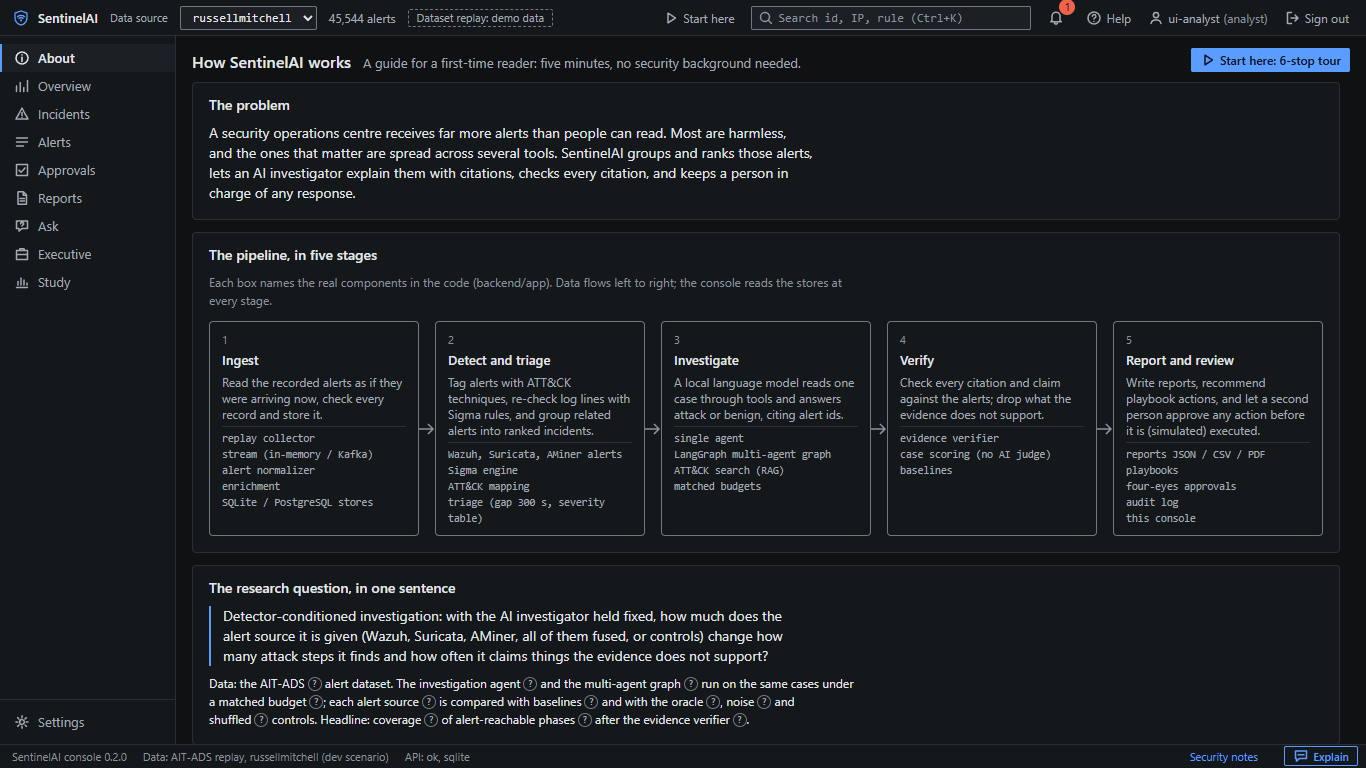 SentinelAI Data source russellmitchell 45,544 alerts Dataset replay: demo data Start here Search id, IP, rule (Ctrl+K) 1 Help ui-analyst (analyst) Sign out
About
Overview
Incidents
Alerts
Approvals
Reports
Ask
Executive
Study
Settings
How SentinelAI works A guide for a first-time reader: five minutes, no security background needed. Start here: 6-stop tour
The problem
A security operations centre receives far more alerts than people can read. Most are harmless,
and the ones that matter are spread across several tools. SentinelAI groups and ranks those alerts,
lets an AI investigator explain them with citations, checks every citation, and keeps a person in
charge of any response.
The pipeline, in five stages
Each box names the real components in the code (backend/app). Data flows left to right; the console reads the stores at
every stage.
1
Ingest
Read the recorded alerts as if they
were arriving now, check every
record and store it.
replay collector
stream (in-memory / Kafka)
alert normalizer
enrichment
SQLite / PostgreSQL stores
2
Detect and triage
Tag alerts with ATT&CK
techniques, re-check log lines with
Sigma rules, and group related
alerts into ranked incidents.
Wazuh, Suricata, AMiner alerts
Sigma engine
ATT&CK mapping
triage (gap 300 s, severity
table)
3
Investigate
A local language model reads one
case through tools and answers
attack or benign, citing alert ids.
single agent
LangGraph multi-agent graph
ATT&CK search (RAG)
matched budgets
4
Verify
Check every citation and claim
against the alerts; drop what the
evidence does not support.
evidence verifier
case scoring (no AI judge)
baselines
5
Report and review
Write reports, recommend
playbook actions, and let a second
person approve any action before
it is (simulated) executed.
reports JSON / CSV / PDF
playbooks
four-eyes approvals
audit log
this console
The research question, in one sentence
Detector-conditioned investigation: with the AI investigator held fixed, how much does the
alert source it is given (Wazuh, Suricata, AMiner, all of them fused, or controls) change how
many attack steps it finds and how often it claims things the evidence does not support?
Data: the AIT-ADS ? alert dataset. The investigation agent ? and the multi-agent graph ? run on the same cases under
a matched budget ?; each alert source ? is compared with baselines ? and with the oracle ?, noise ? and
shuffled ? controls. Headline: coverage ? of alert-reachable phases ? after the evidence verifier ?.
SentinelAI console 0.2.0 Data: AIT-ADS replay, russellmitchell (dev scenario) API: ok, sqlite Security notes Explain